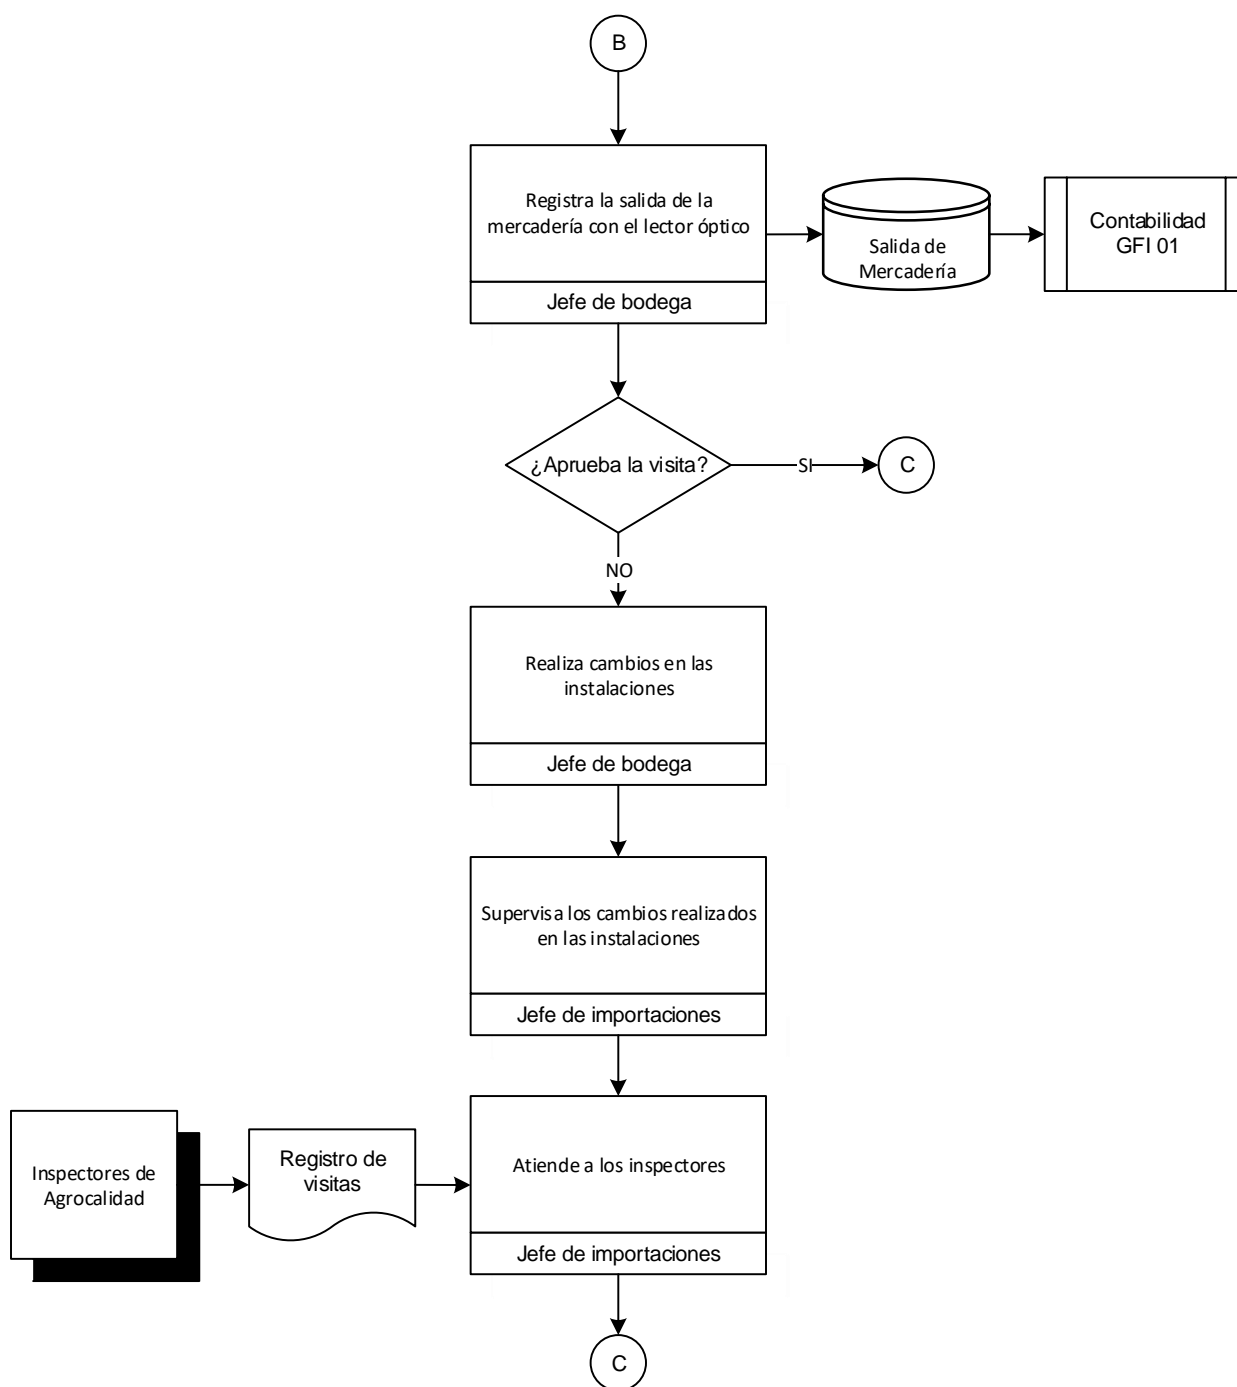 B
Registra la salida de la
mercadería con el lector óptico
Jefe de bodega
Salida de
Mercadería
Contabilidad
GFI 01
¿Aprueba la visita?
SI
C
NO
Realiza cambios en las
instalaciones
Jefe de bodega
Supervisa los cambios realizados
en las instalaciones
Jefe de importaciones
Inspectores de
Agrocalidad
Registro de
visitas
Atiende a los inspectores
Jefe de importaciones
C